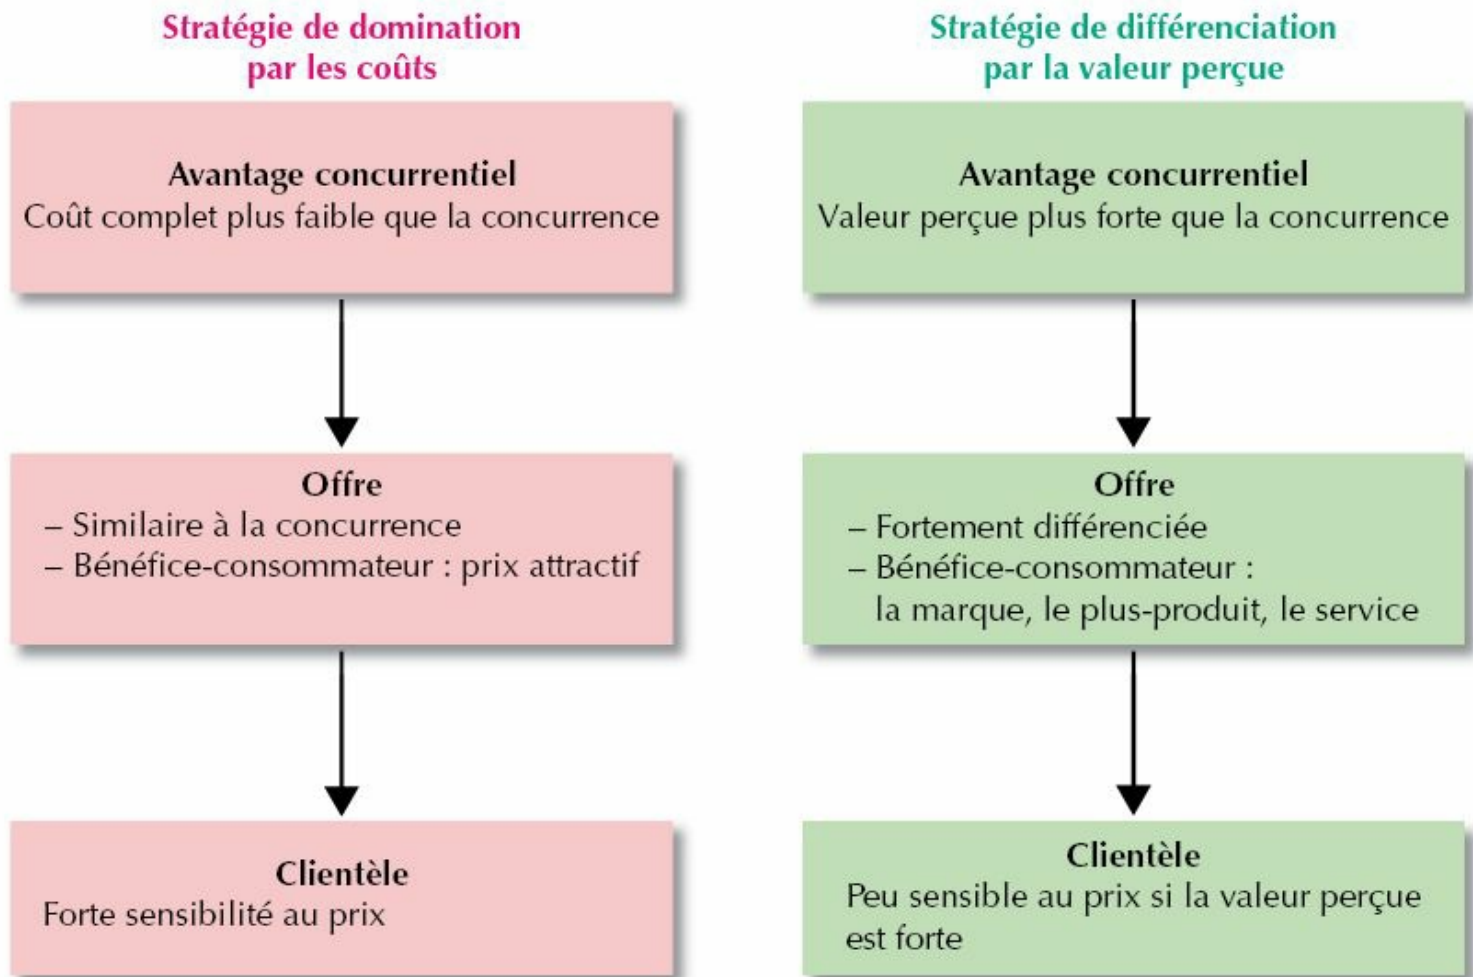 Stratégie de domination
par les coûts
Avantage concurrentiel
Coût complet plus faible que la concurrence
Offre
– Similaire à la concurrence
– Bénéfice-consommateur : prix attractif
Clientèle
Forte sensibilité au prix
Stratégie de différenciation
par la valeur perçue
Avantage concurrentiel
Valeur perçue plus forte que la concurrence
Offre
– Fortement différenciée
– Bénéfice-consommateur :
la marque, le plus-produit, le service
Clientèle
Peu sensible au prix si la valeur perçue
est forte